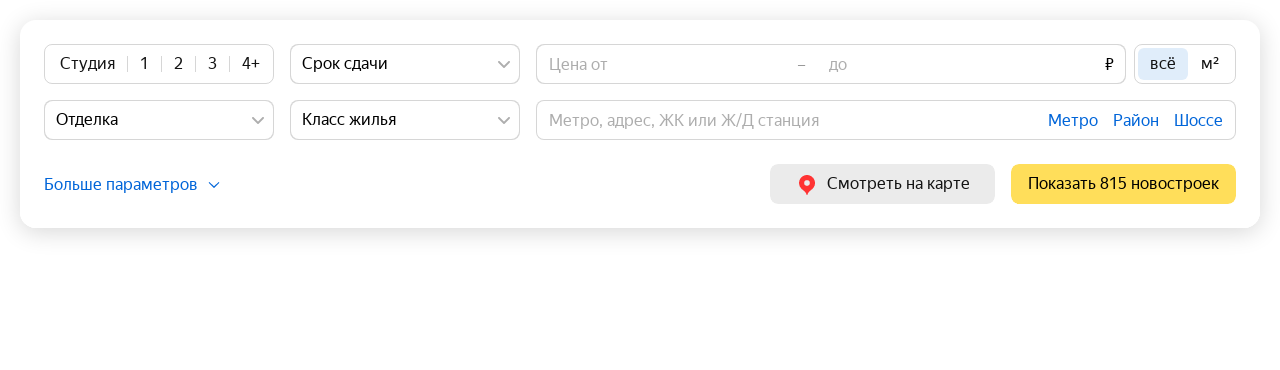 Студия 1 2 3 4+ Срок сдачи Цена от – до ₽ всё м²
Отделка Класс жилья Метро, адрес, ЖК или Ж/Д станция Метро Район Шоссе
Больше параметров Смотреть на карте Показать 815 новостроек